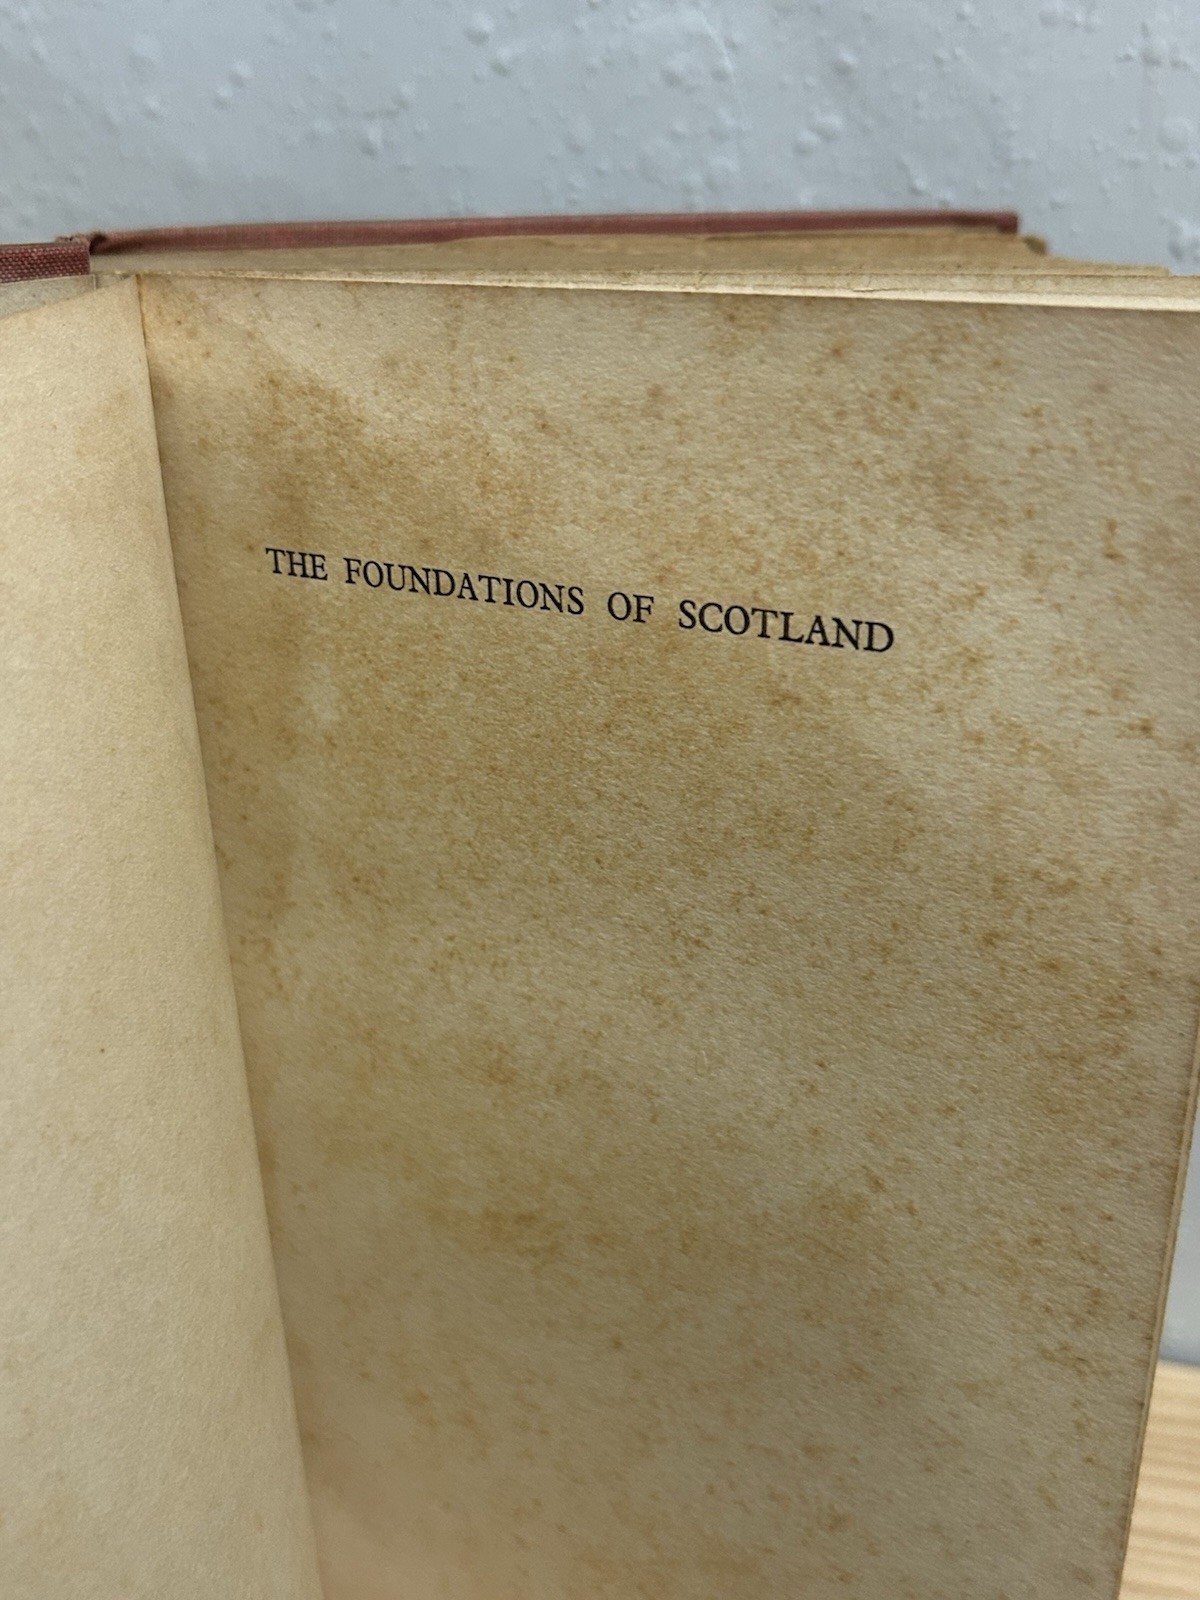 THE FOUNDATIONS OF SCOTLAND